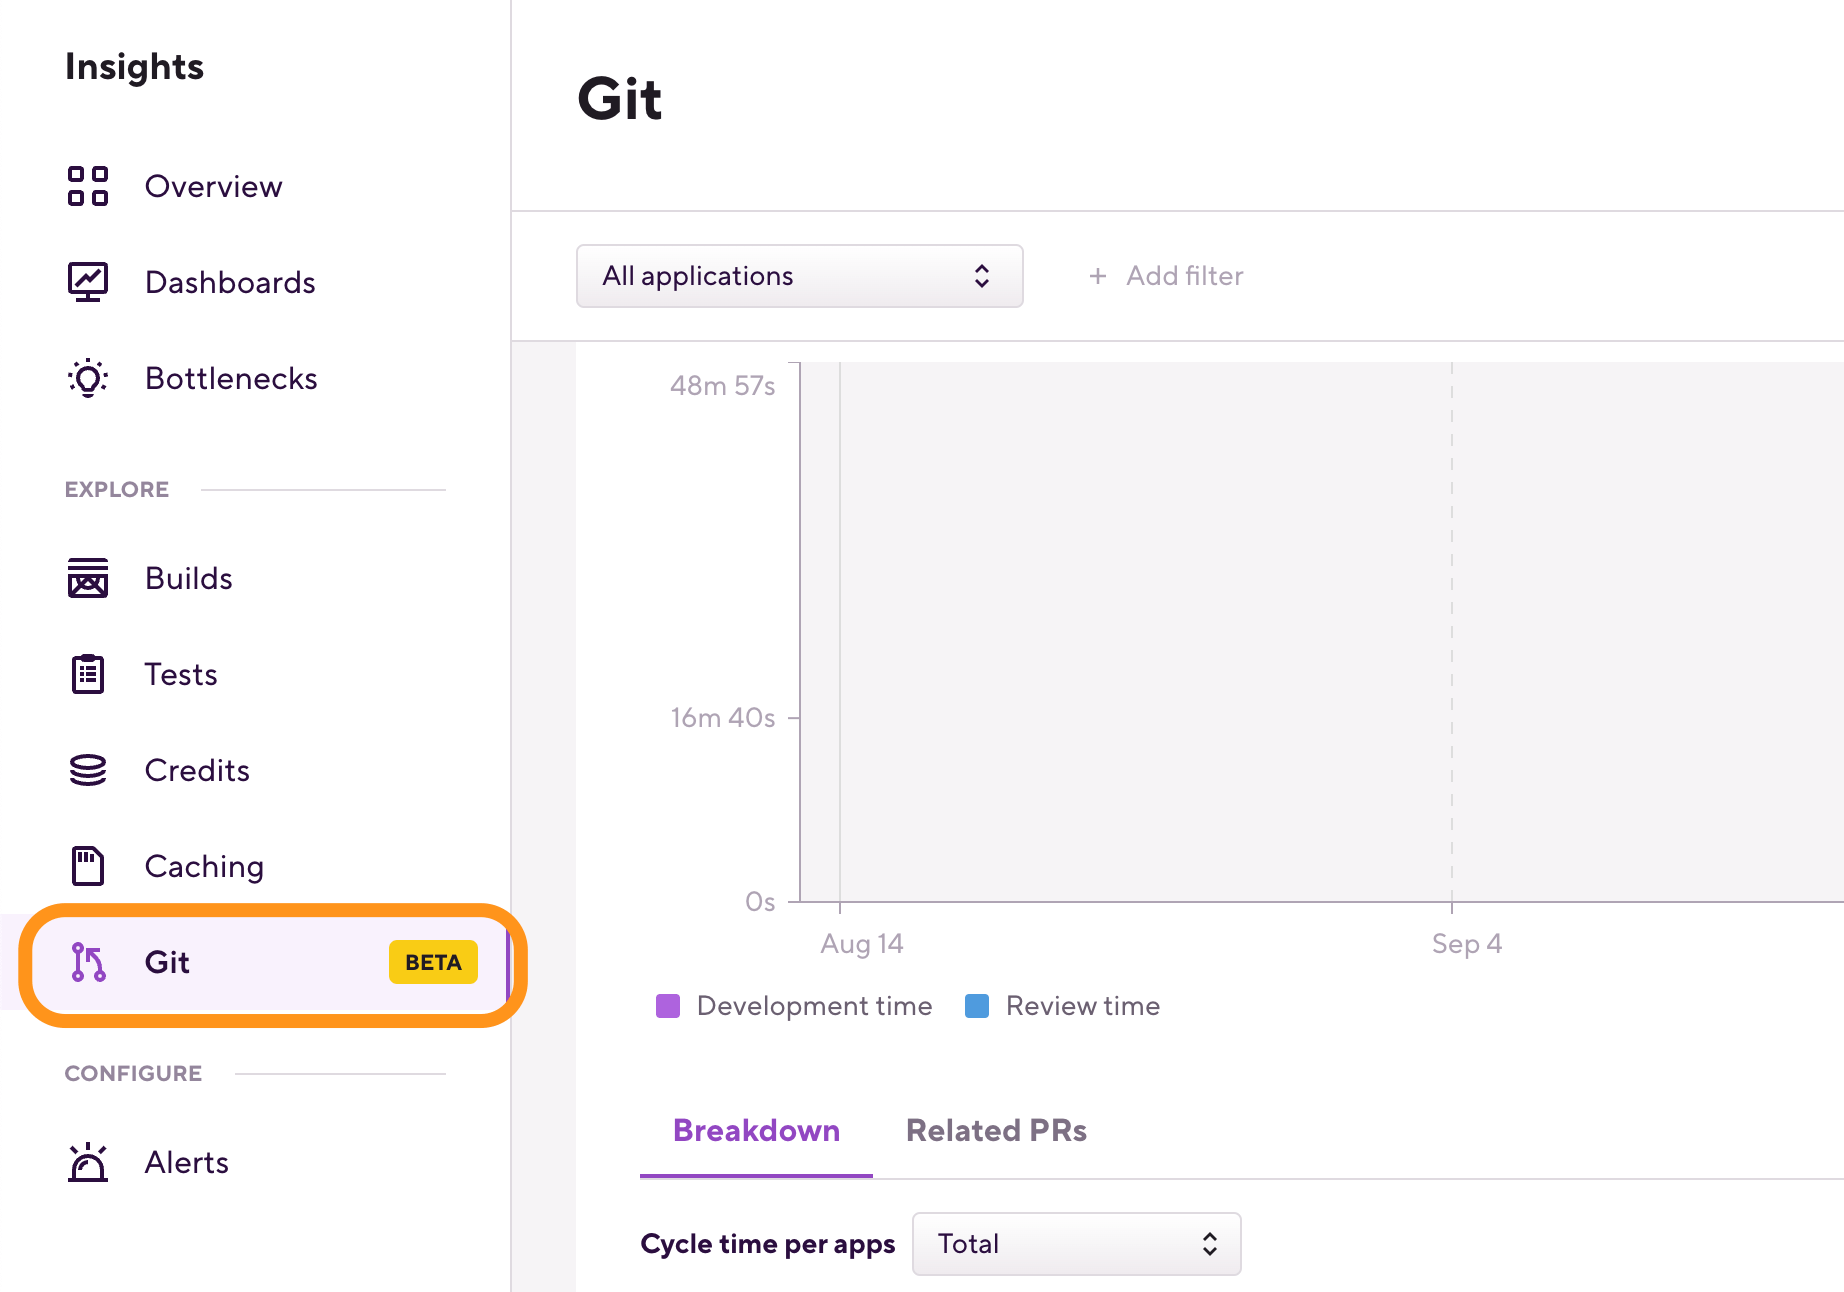 Insights
Overview
Dashboards
Bottlenecks
EXPLORE
Builds
Tests
Credits
Caching
Git BETA
CONFIGURE
Alerts
Git
All applications + Add filter
48m 57s
16m 40s
0s
Aug 14 Sep 4
Development time Review time
Breakdown Related PRs
Cycle time per apps Total